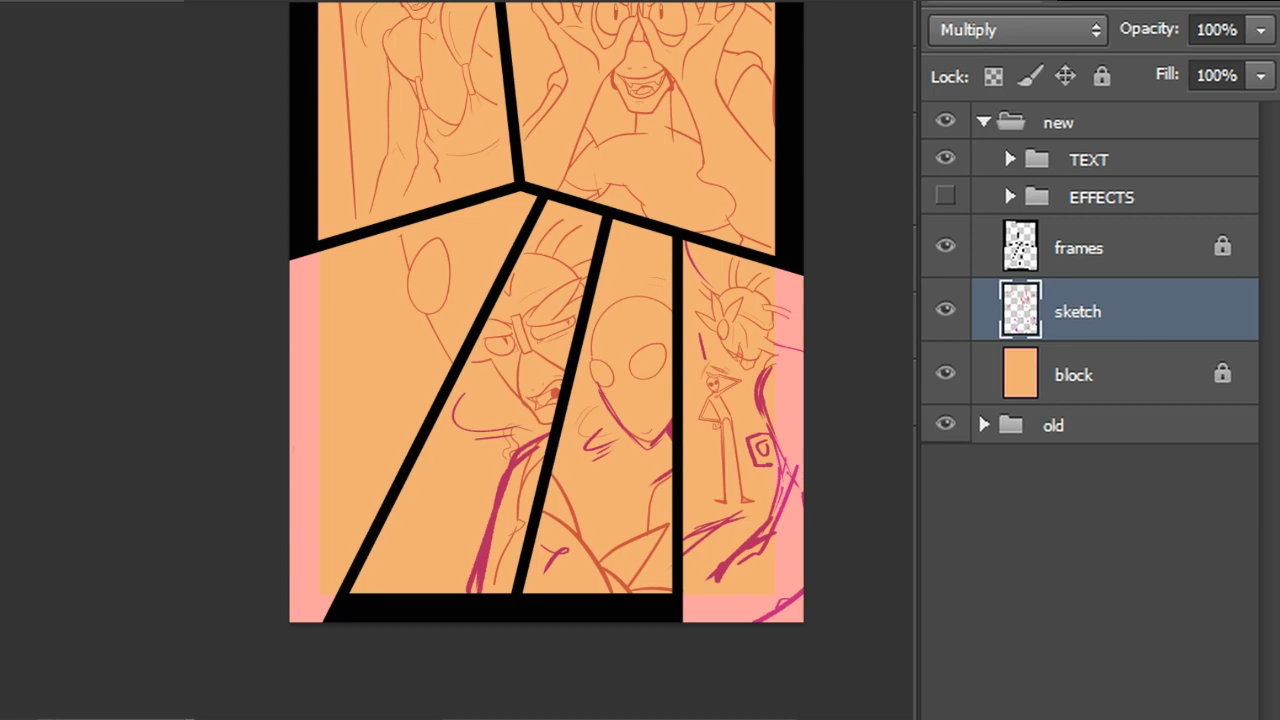 Multiply Opacity: 100%
Lock: Fill: 100%
new
TEXT
EFFECTS
frames
sketch
block
old